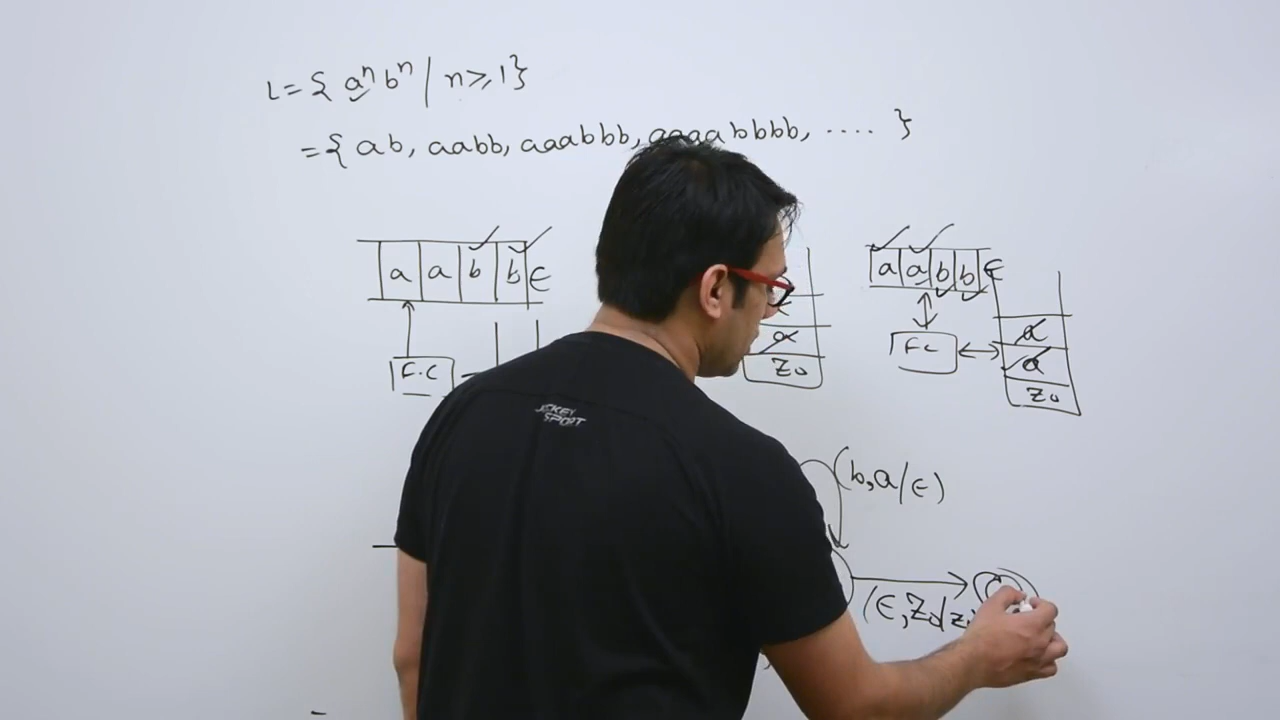 L = { aⁿ bⁿ | n ≥ 1 }
= { ab, aabb, aaabbb, aaaabbbb, .... }
a a b b ϵ
F.C
a
Z₀
a a b b ϵ
F C
a
a
Z₀
JOCKEY
SPORT
(b, a/ϵ)
(ϵ, Z₀/Z₀